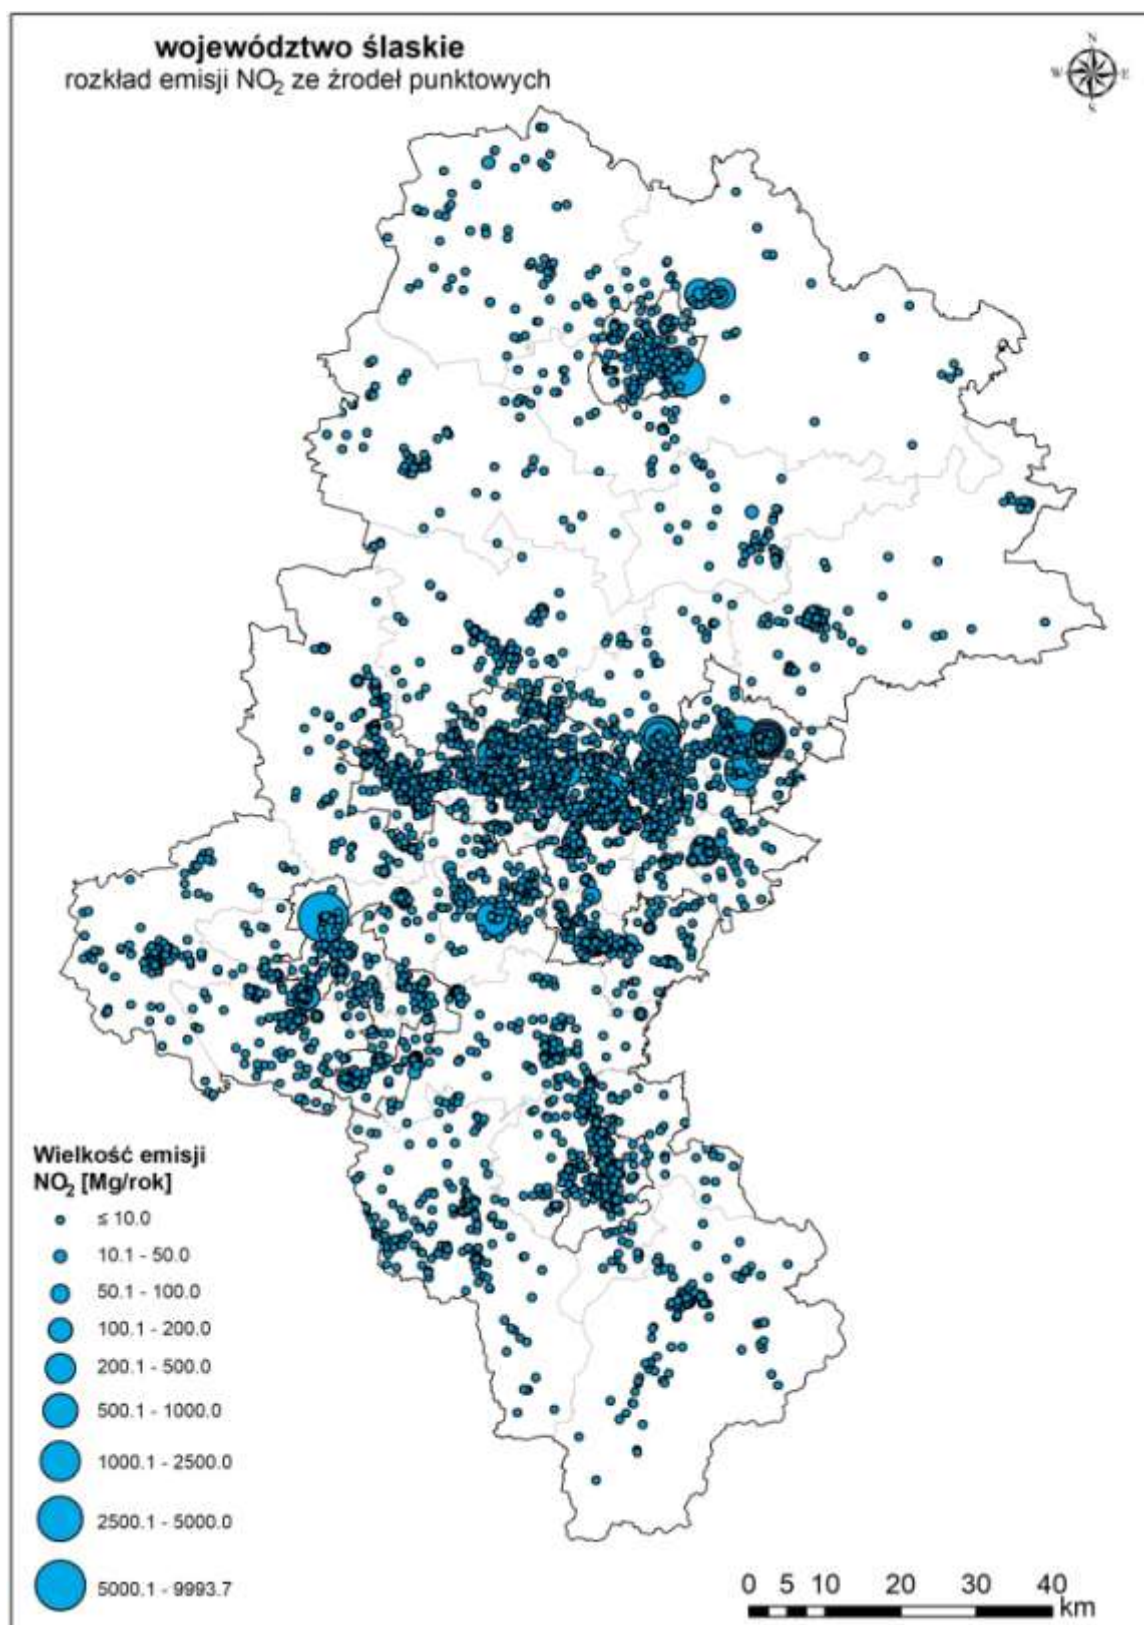 województwo ślaskie
rozkład emisji NO₂ ze źrodeł punktowych
N
W E
S
Wielkość emisji
NO₂ [Mg/rok]
≤ 10.0
10.1 - 50.0
50.1 - 100.0
100.1 - 200.0
200.1 - 500.0
500.1 - 1000.0
1000.1 - 2500.0
2500.1 - 5000.0
5000.1 - 9993.7
0 5 10 20 30 40
km